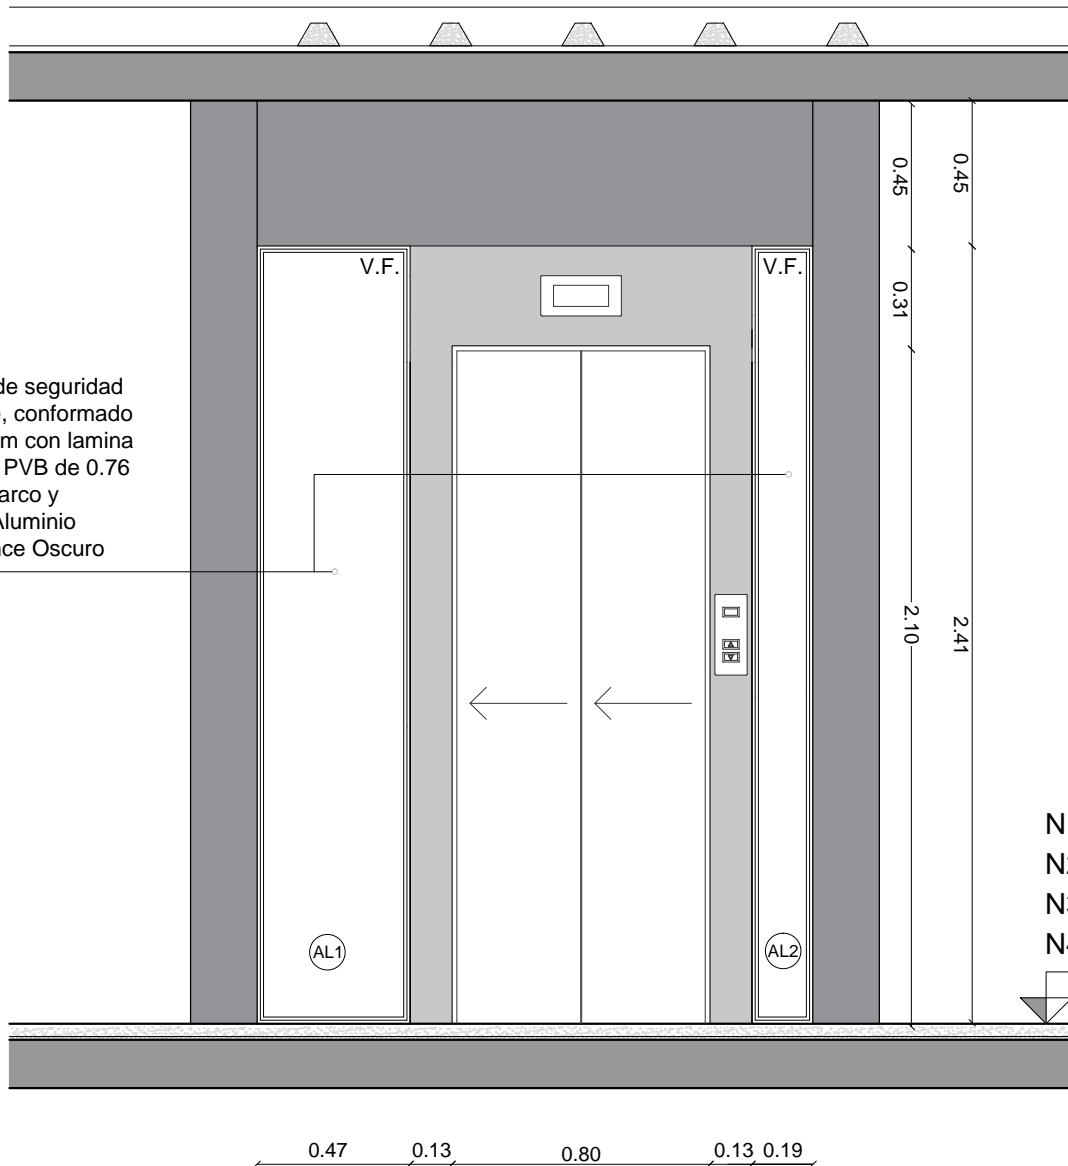 0.45
0.45
V.F.
V.F.
0.31
de seguridad
, conformado
m con lamina
PVB de 0.76
arco y
Aluminio
ce Oscuro
2.10
2.41
N
N2
N3
N4
AL1
AL2
0.47 0.13 0.80 0.13 0.19